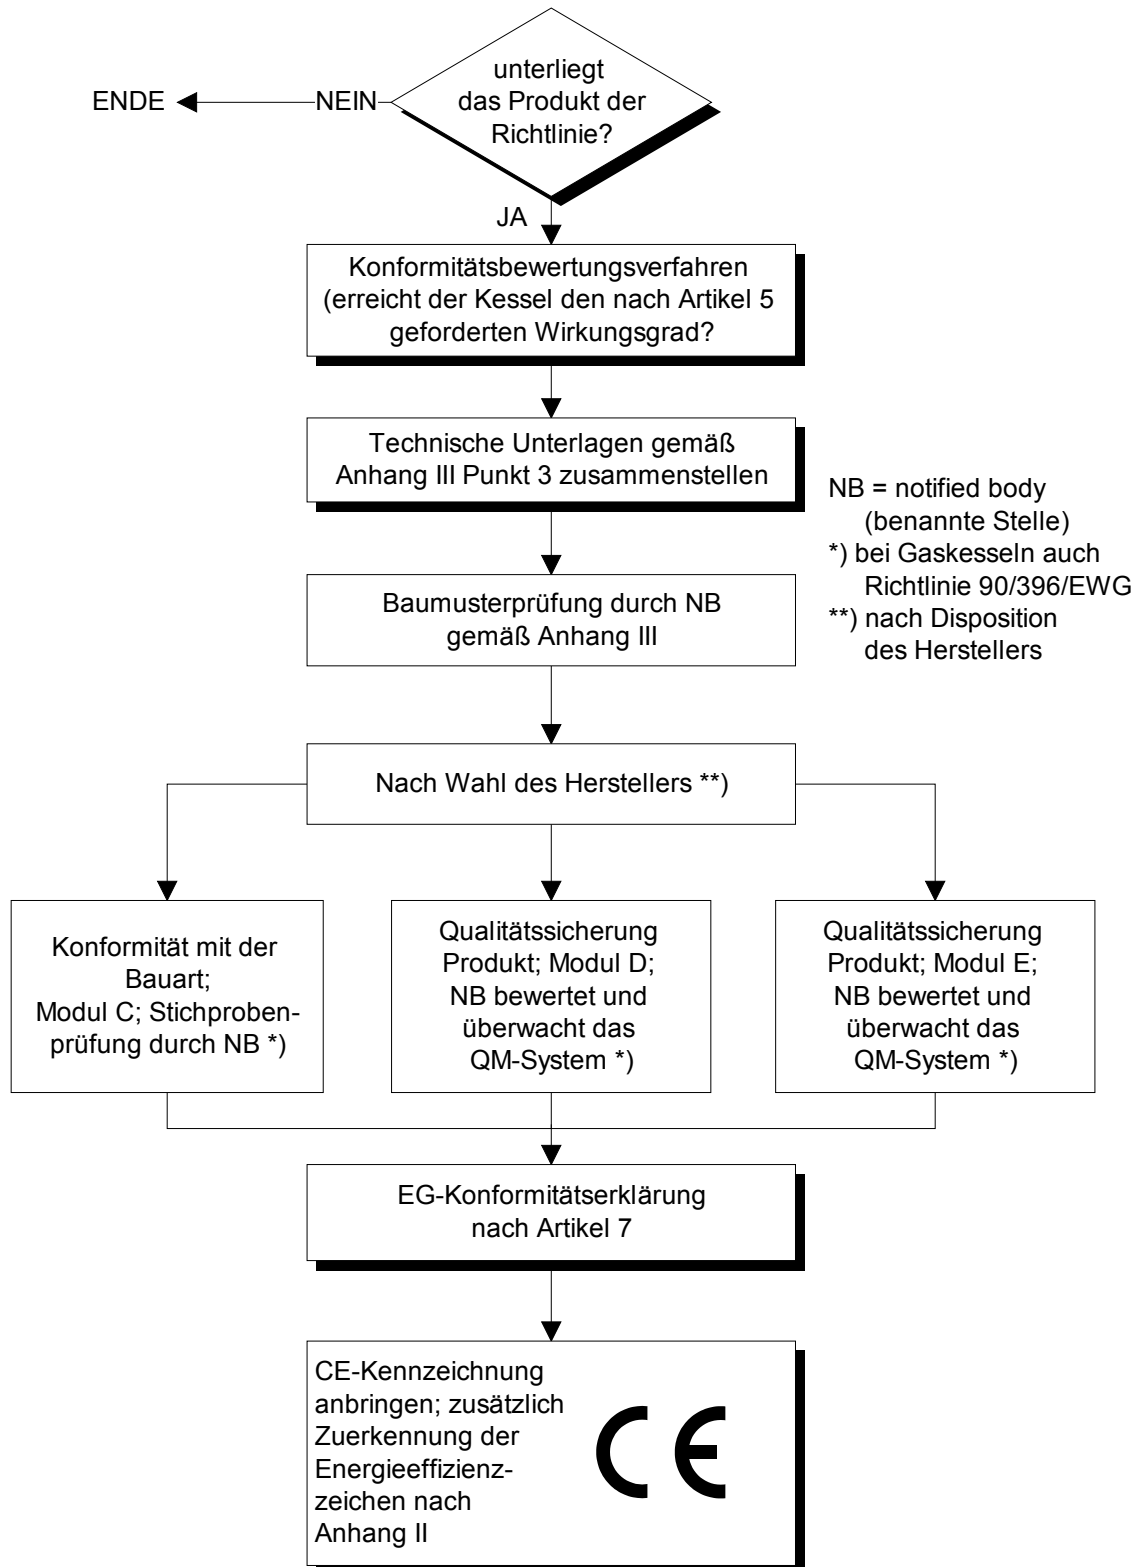 unterliegt
das Produkt der
Richtlinie?
ENDE
NEIN
JA
Konformitätsbewertungsverfahren
(erreicht der Kessel den nach Artikel 5
geforderten Wirkungsgrad?
Technische Unterlagen gemäß
Anhang III Punkt 3 zusammenstellen
NB = notified body
(benannte Stelle)
*) bei Gaskesseln auch
Richtlinie 90/396/EWG
**) nach Disposition
des Herstellers
Baumusterprüfung durch NB
gemäß Anhang III
Nach Wahl des Herstellers **)
Konformität mit der
Bauart;
Modul C; Stichproben-
prüfung durch NB *)
Qualitätssicherung
Produkt; Modul D;
NB bewertet und
überwacht das
QM-System *)
Qualitätssicherung
Produkt; Modul E;
NB bewertet und
überwacht das
QM-System *)
EG-Konformitätserklärung
nach Artikel 7
CE-Kennzeichnung
anbringen; zusätzlich
Zuerkennung der
Energieeffizienz-
zeichen nach
Anhang II
CE